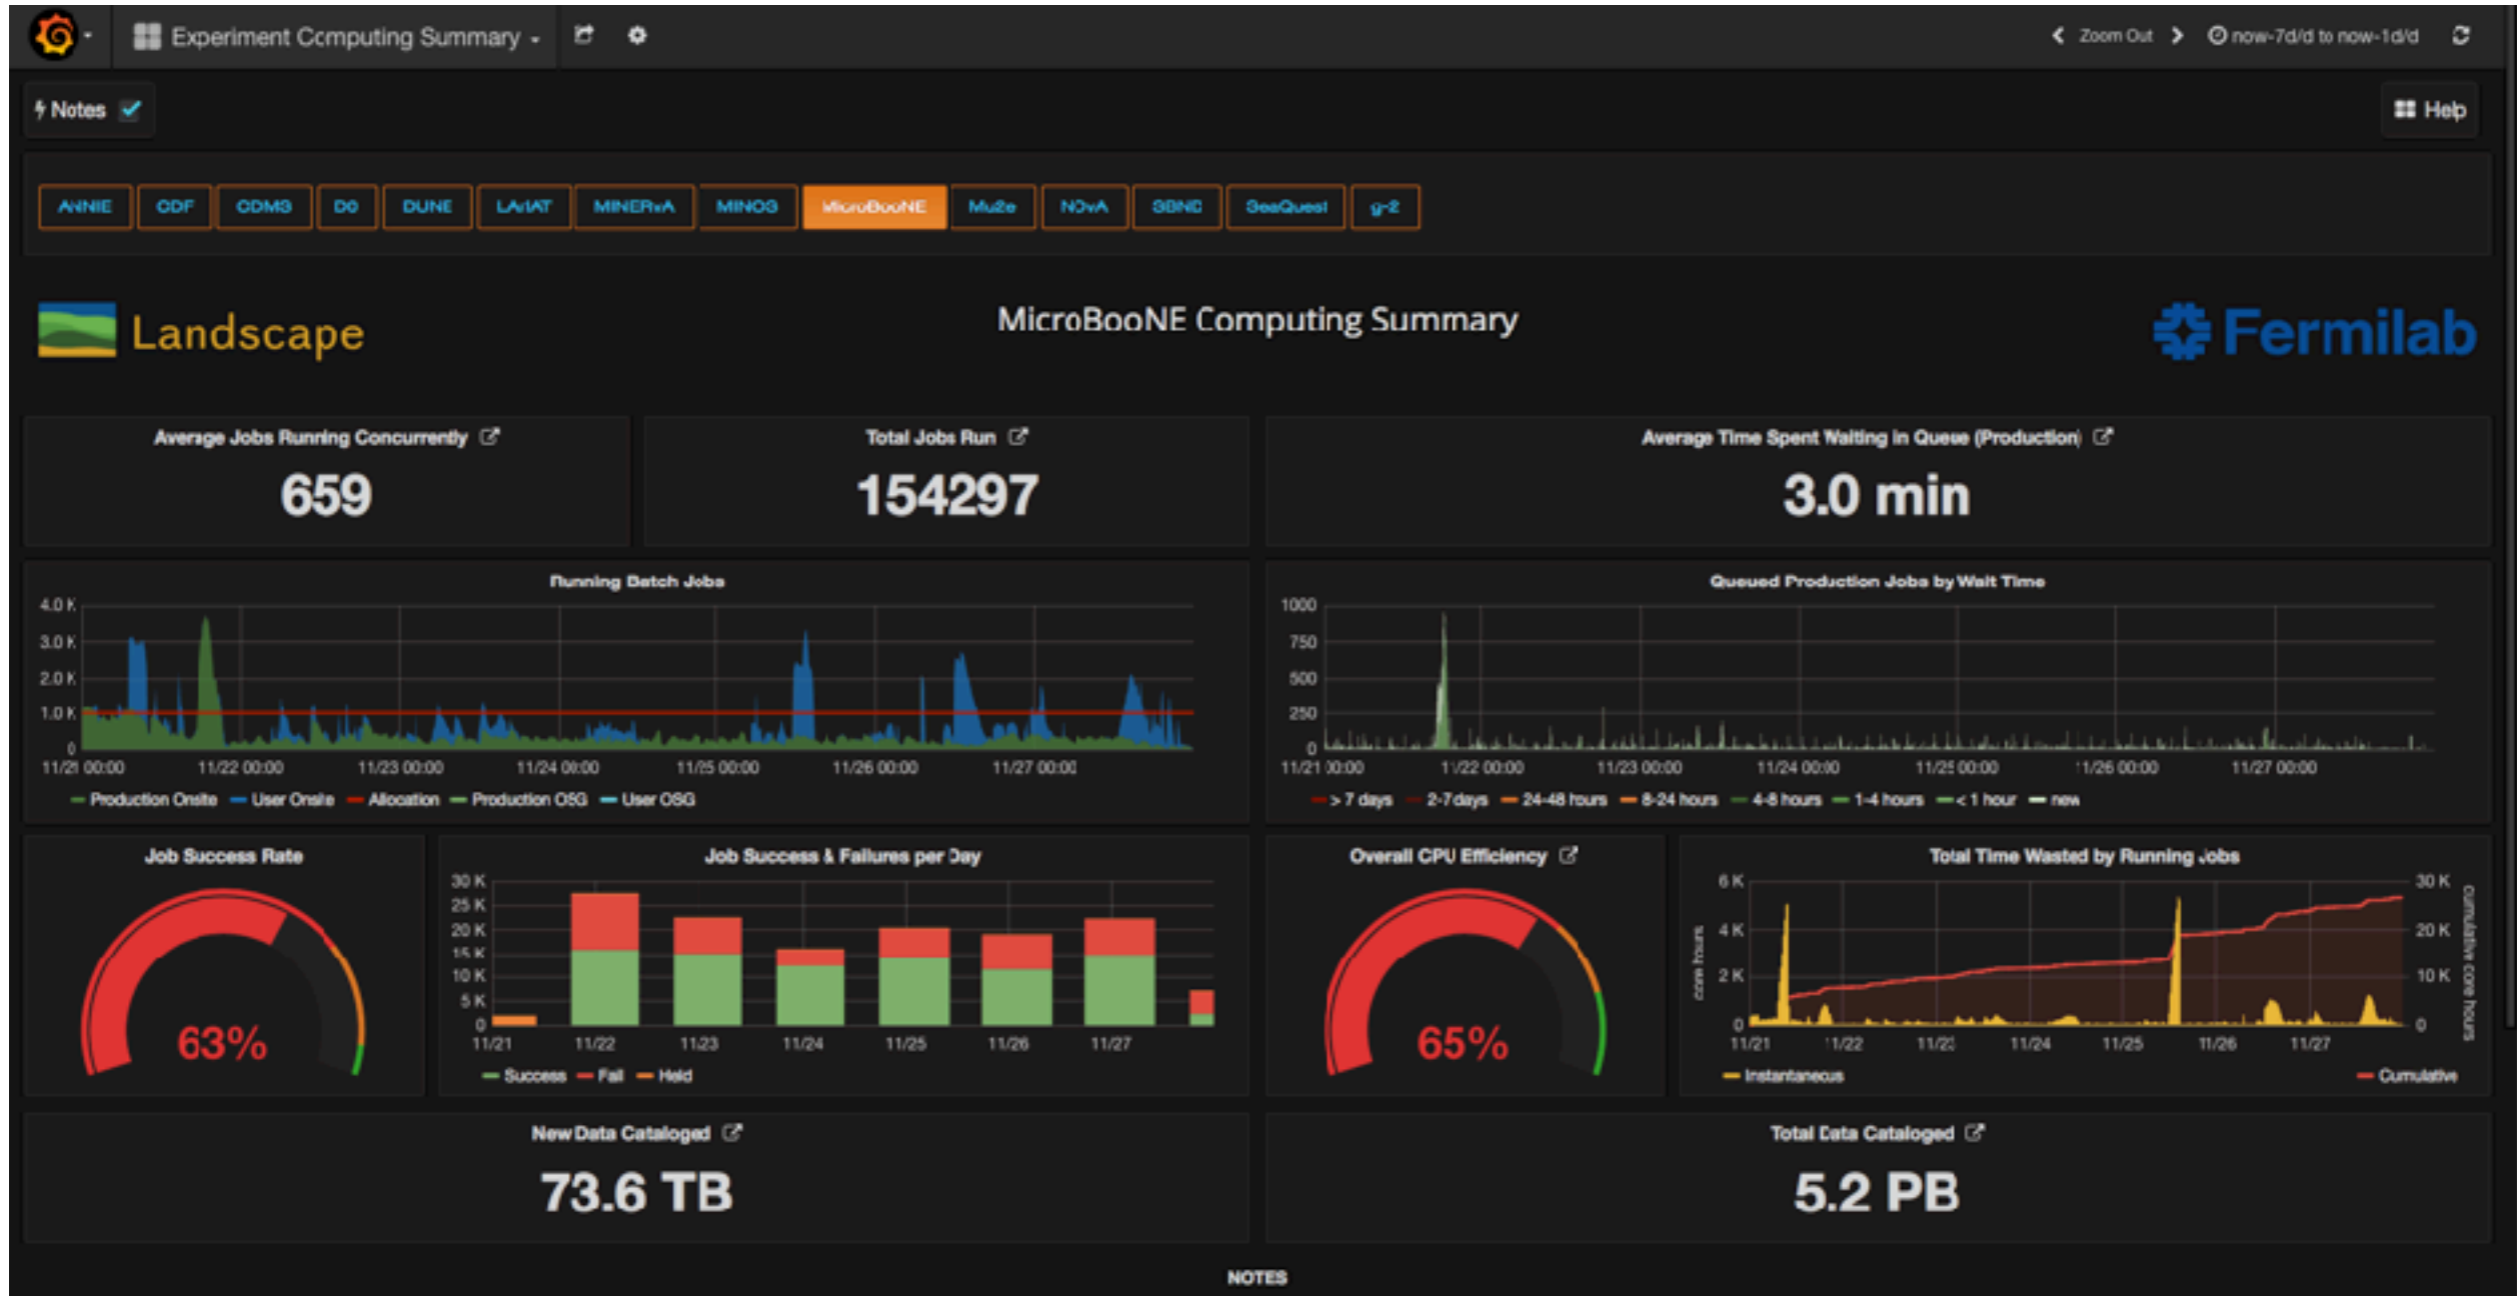 Experiment Computing Summary
Zoom Out
now-7d/d to now-1d/d
Notes
Help
ANNIE CDF CDMS D0 DUNE LArIAT MINERvA MINOS MicroBooNE Mu2e NOvA SBND SeaQuest g-2
Landscape
MicroBooNE Computing Summary
Fermilab
Average Jobs Running Concurrently
659
Total Jobs Run
154297
Average Time Spent Waiting in Queue (Production)
3.0 min
Running Batch Jobs
4.0 K
3.0 K
2.0 K
1.0 K
0
11/21 00:00 11/22 00:00 11/23 00:00 11/24 00:00 11/25 00:00 11/26 00:00 11/27 00:00
Production Onsite User Onsite Allocation Production OSG User OSG
Queued Production Jobs by Wait Time
1000
750
500
250
0
11/21 00:00 11/22 00:00 11/23 00:00 11/24 00:00 11/25 00:00 11/26 00:00 11/27 00:00
> 7 days 2-7 days 24-48 hours 8-24 hours 4-8 hours 1-4 hours < 1 hour new
Job Success Rate
63%
Job Success & Failures per Day
30 K
25 K
20 K
15 K
10 K
5 K
0
11/21 11/22 11/23 11/24 11/25 11/26 11/27
Success Fail Held
Overall CPU Efficiency
65%
Total Time Wasted by Running Jobs
core hours
6 K
4 K
2 K
0
30 K
20 K
10 K
0
cumulative core hours
11/21 11/22 11/23 11/24 11/25 11/26 11/27
Instantaneous
Cumulative
New Data Cataloged
73.6 TB
Total Data Cataloged
5.2 PB
NOTES